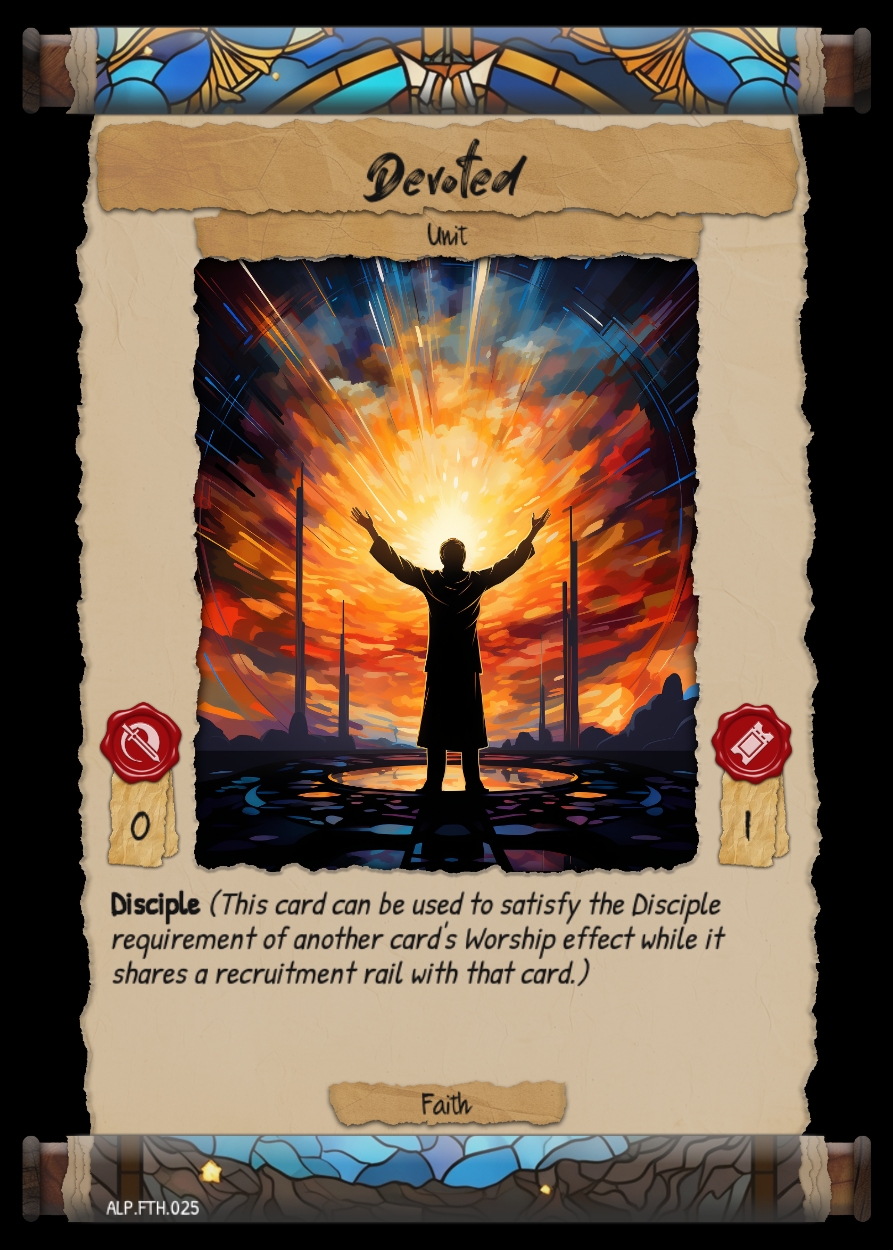 Devoted
Unit
0
1
Disciple (This card can be used to satisfy the Disciple
requirement of another card's Worship effect while it
shares a recruitment rail with that card.)
Faith
ALP.FTH.025